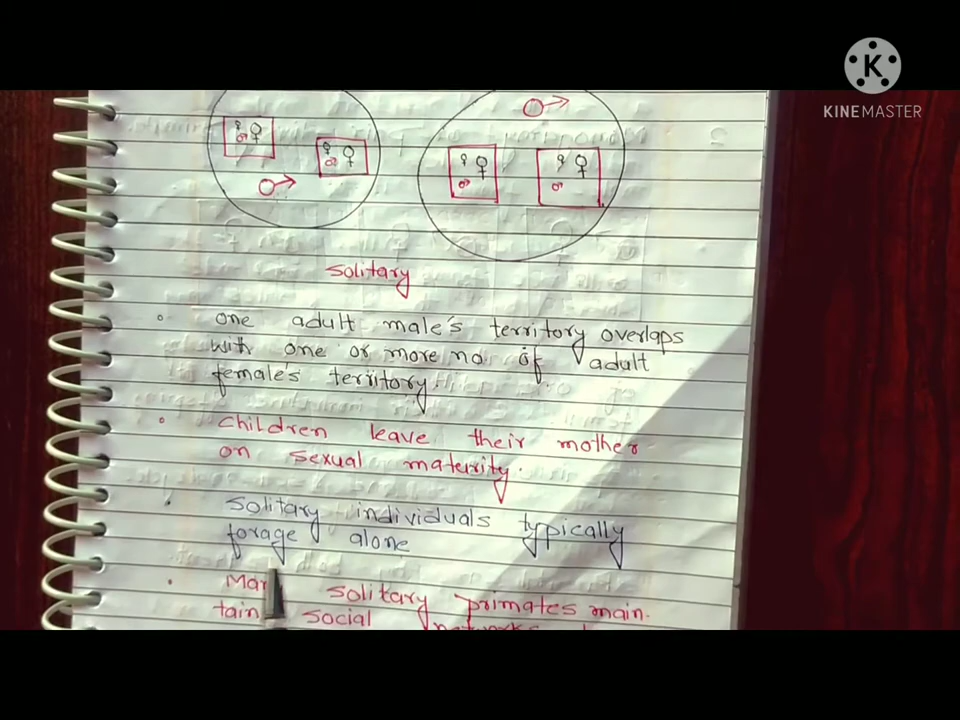 KINEMASTER
Solitary
one adult male's territory overlaps
with one or more no of adult
female's territory.
Children leave their mother
on sexual maturity.
Solitary individuals typically
forage alone
solitary primates main-
tain social